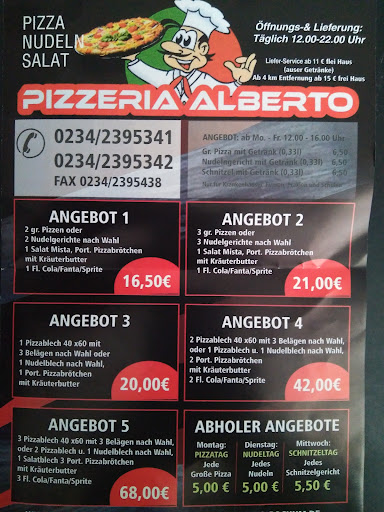 PIZZA
NUDELN
SALAT
Öffnungs-& Lieferung:
Täglich 12.00-22.00 Uhr
Liefer-Service ab 11 € frei Haus
(auser Getränke)
Ab 4 km Entfernung ab 15 € frei Haus
PIZZERIA ALBERTO
0234/2395341
0234/2395342
FAX 0234/2395438
ANGEBOT: ab Mo. - Fr. 12.00 - 16.00 Uhr
Gr. Pizza mit Getränk (0,33l) 6,50
Nudelngericht mit Getränk (0,33l) 6,50
Schnitzel mit Getränk (0,33l) 6,50
ANGEBOT 1
2 gr. Pizzen oder
2 Nudelgerichte nach Wahl
1 Salat Mista, Port. Pizzabrötchen
mit Kräuterbutter
1 Fl. Cola/Fanta/Sprite
16,50€
ANGEBOT 2
3 gr. Pizzen oder
3 Nudelgerichte nach Wahl
1 Salat Mista, Port. Pizzabrötchen
mit Kräuterbutter
1 Fl. Cola/Fanta/Sprite
21,00€
ANGEBOT 3
1 Pizzablech 40 x60 mit
3 Belägen nach Wahl oder
1 Nudelblech nach Wahl,
1 Port. Pizzabrötchen
mit Kräuterbutter
20,00€
ANGEBOT 4
2 Pizzablech 40 x60 mit 3 Belägen nach Wahl,
oder 1 Pizzablech u. 1 Nudelblech nach Wahl,
2 Port. Pizzabrötchen
mit Kräuterbutter
2 Fl. Cola/Fanta/Sprite
42,00€
ANGEBOT 5
3 Pizzablech 40 x60 mit 3 Belägen nach Wahl,
oder 2 Pizzablech u. 1 Nudelblech nach Wahl,
1 Salatblech 3 Port. Pizzabrötchen
mit Kräuterbutter
3 Fl. Cola/Fanta/Sprite
68,00€
ABHOLER ANGEBOTE
Montag:
PIZZATAG
Jede
Große Pizza
5,00 €
Dienstag:
NUDELTAG
Jedes
Nudeln
5,00 €
Mittwoch:
SCHNITZELTAG
Jedes
Schnitzelgericht
5,50 €